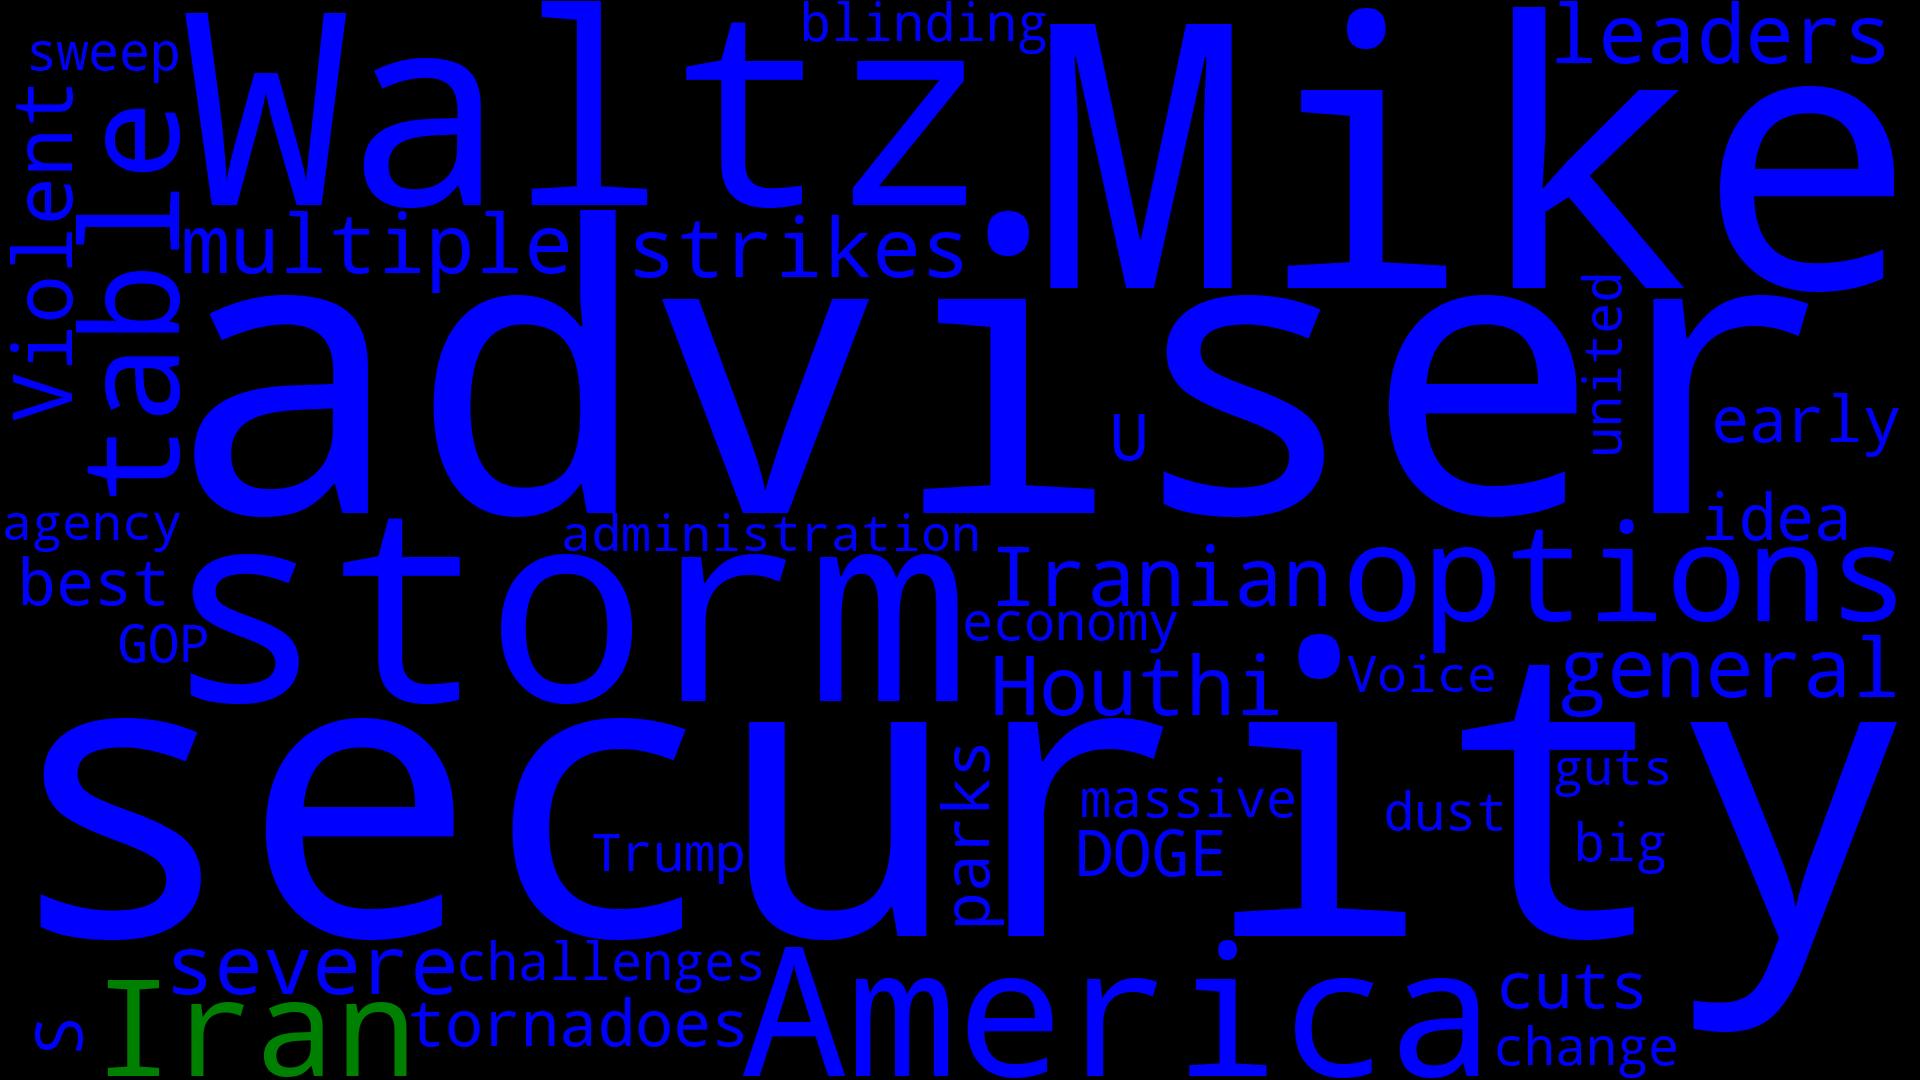 blinding
leaders
sweep
Waltz
Mike
Violent
table
multiple
strikes
adviser
united
U
early
idea
agency
administration
best
storm
Iranian
options
GOP
economy
Houthi
Voice
general
security
parks
massive
guts
dust
Trump
DOGE
big
severe
challenges
America
cuts
S
Iran
tornadoes
change